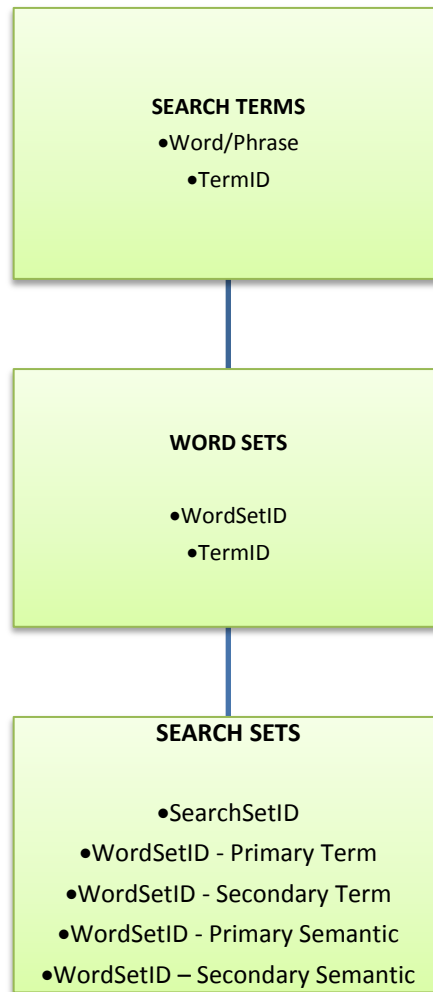 SEARCH TERMS
•Word/Phrase
•TermID
WORD SETS
•WordSetID
•TermID
SEARCH SETS
•SearchSetID
•WordSetID - Primary Term
•WordSetID - Secondary Term
•WordSetID - Primary Semantic
•WordSetID – Secondary Semantic